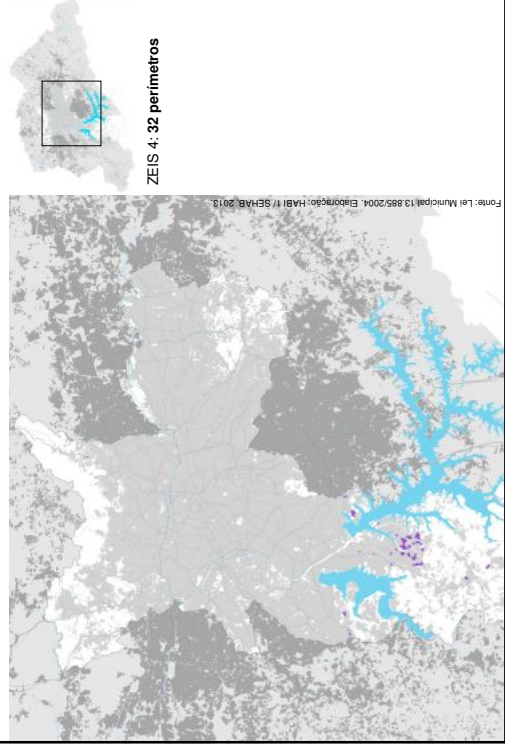 ZEIS 4: 32 perímetros
Fonte: Lei Municipal 13.885/2004. Elaboração: HABI 1/ SEHAB, 2013.